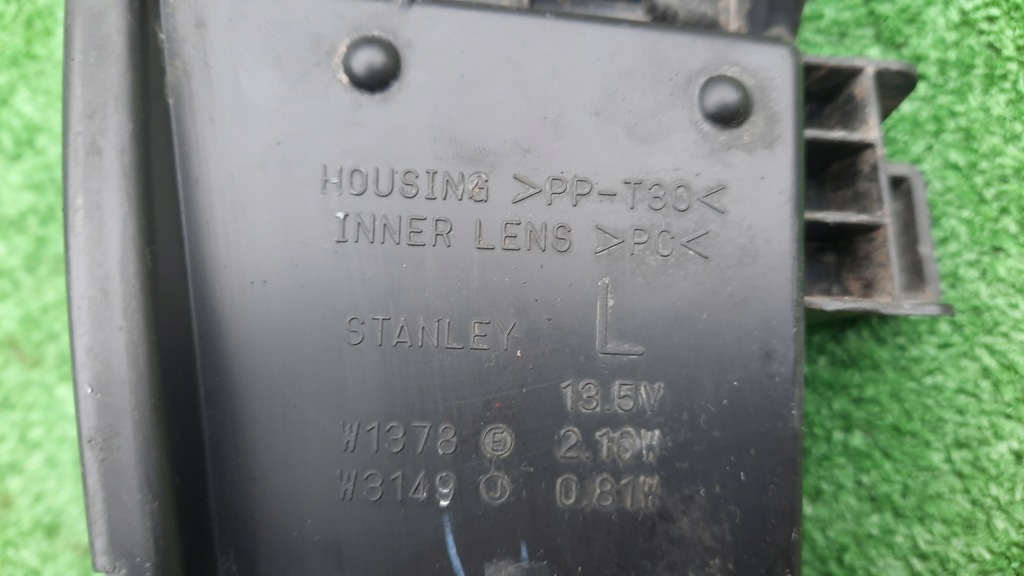 HOUSING >PP-T30<
INNER LENS >PC<
STANLEY L
13.5V
W1378 E 2.16W
W3149 J 0.81W